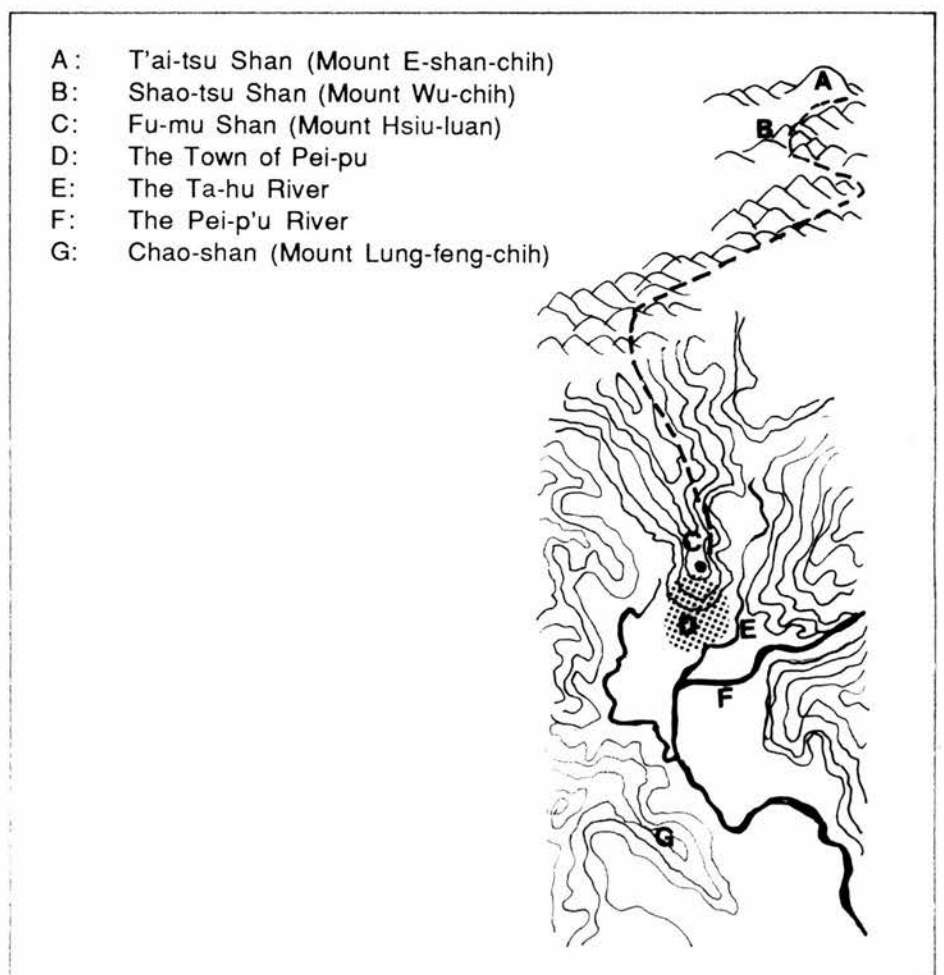 A: T'ai-tsu Shan (Mount E-shan-chih)
B: Shao-tsu Shan (Mount Wu-chih)
C: Fu-mu Shan (Mount Hsiu-luan)
D: The Town of Pei-pu
E: The Ta-hu River
F: The Pei-p'u River
G: Chao-shan (Mount Lung-feng-chih)
A
B
C
D
E
F
G